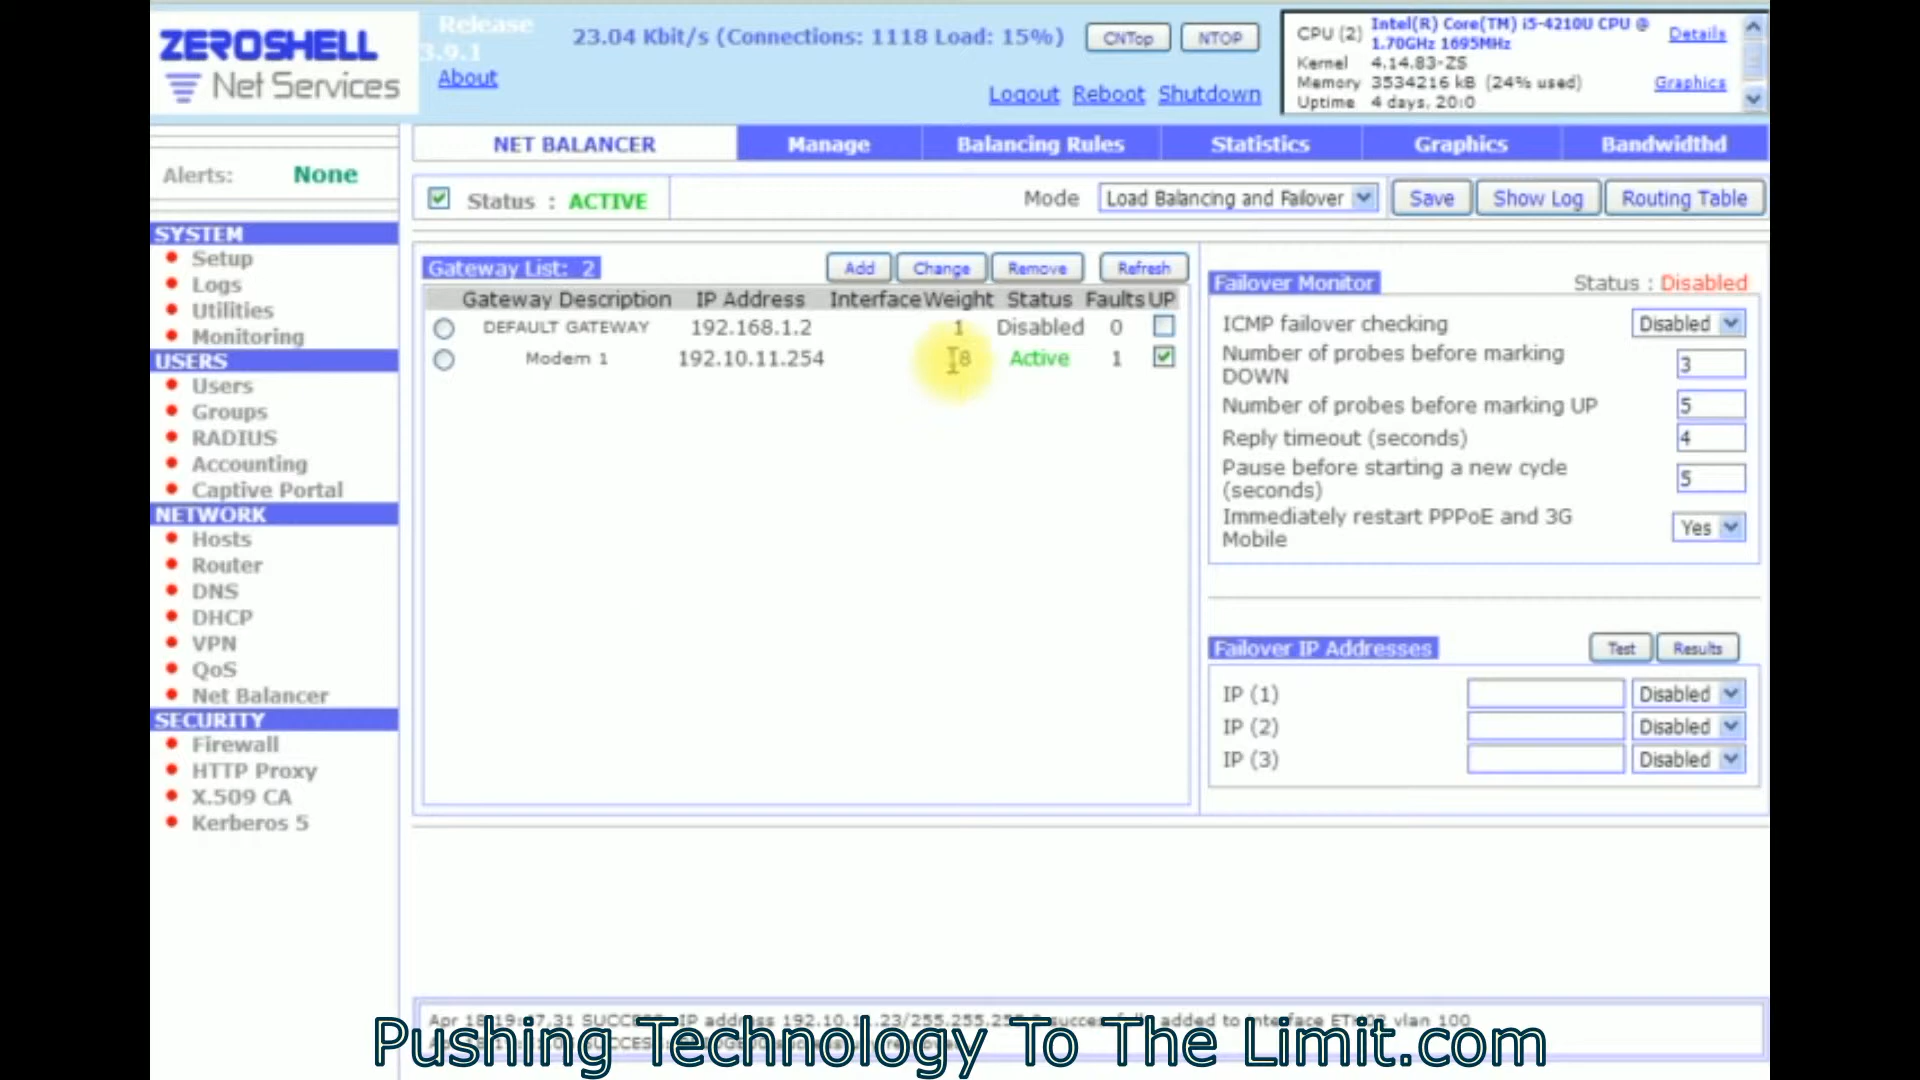 ZEROSHELL
Net Services
Release
3.9.1
About
23.04 Kbit/s (Connections: 1118 Load: 15%)
CNTop
NTOP
Logout Reboot Shutdown
CPU (2) Intel(R) Core(TM) i5-4210U CPU @ 1.70GHz 1695MHz
Details
Kernel 4.14.83-ZS
Memory 3534216 kB (24% used)
Graphics
Uptime 4 days, 20:0
Alerts: None
NET BALANCER
Manage
Balancing Rules
Statistics
Graphics
Bandwidthd
Status : ACTIVE
Mode Load Balancing and Failover
Save
Show Log
Routing Table
SYSTEM
Setup
Logs
Utilities
Monitoring
USERS
Users
Groups
RADIUS
Accounting
Captive Portal
NETWORK
Hosts
Router
DNS
DHCP
VPN
QoS
Net Balancer
SECURITY
Firewall
HTTP Proxy
X.509 CA
Kerberos 5
Gateway List: 2
Add
Change
Remove
Refresh
Gateway Description IP Address Interface Weight Status Faults UP
DEFAULT GATEWAY 192.168.1.2 1 Disabled 0
Modem 1 192.10.11.254 Active 1
Failover Monitor Status : Disabled
ICMP failover checking Disabled
Number of probes before marking DOWN 3
Number of probes before marking UP 5
Reply timeout (seconds) 4
Pause before starting a new cycle (seconds) 5
Immediately restart PPPoE and 3G Mobile Yes
Failover IP Addresses
Test
Results
IP (1) Disabled
IP (2) Disabled
IP (3) Disabled
Pushing Technology To The Limit.com